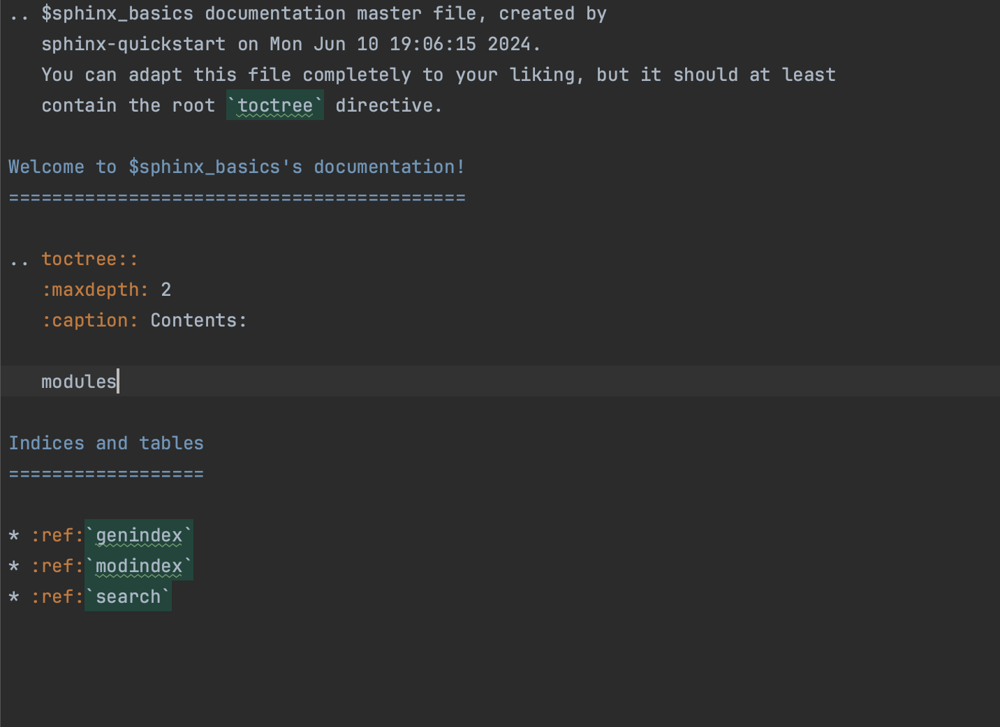 .. $sphinx_basics documentation master file, created by
   sphinx-quickstart on Mon Jun 10 19:06:15 2024.
   You can adapt this file completely to your liking, but it should at least
   contain the root `toctree` directive.

Welcome to $sphinx_basics's documentation!
==========================================

.. toctree::
   :maxdepth: 2
   :caption: Contents:

   modules

Indices and tables
==================

* :ref:`genindex`
* :ref:`modindex`
* :ref:`search`